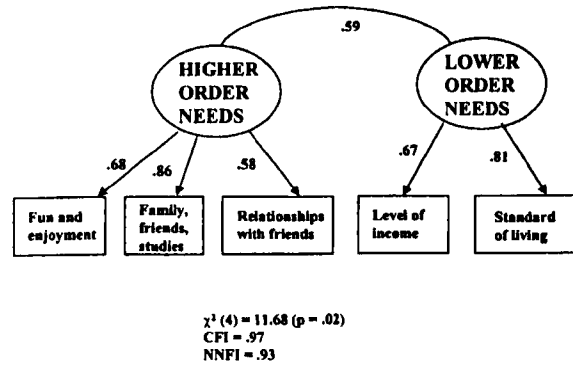 .59
HIGHER
ORDER
NEEDS
LOWER
ORDER
NEEDS
.68
.86
.58
.67
.81
Fun and
enjoyment
Family,
friends,
studies
Relationships
with friends
Level of
income
Standard
of living
χ² (4) = 11.68 (p = .02)
CFI = .97
NNFI = .93